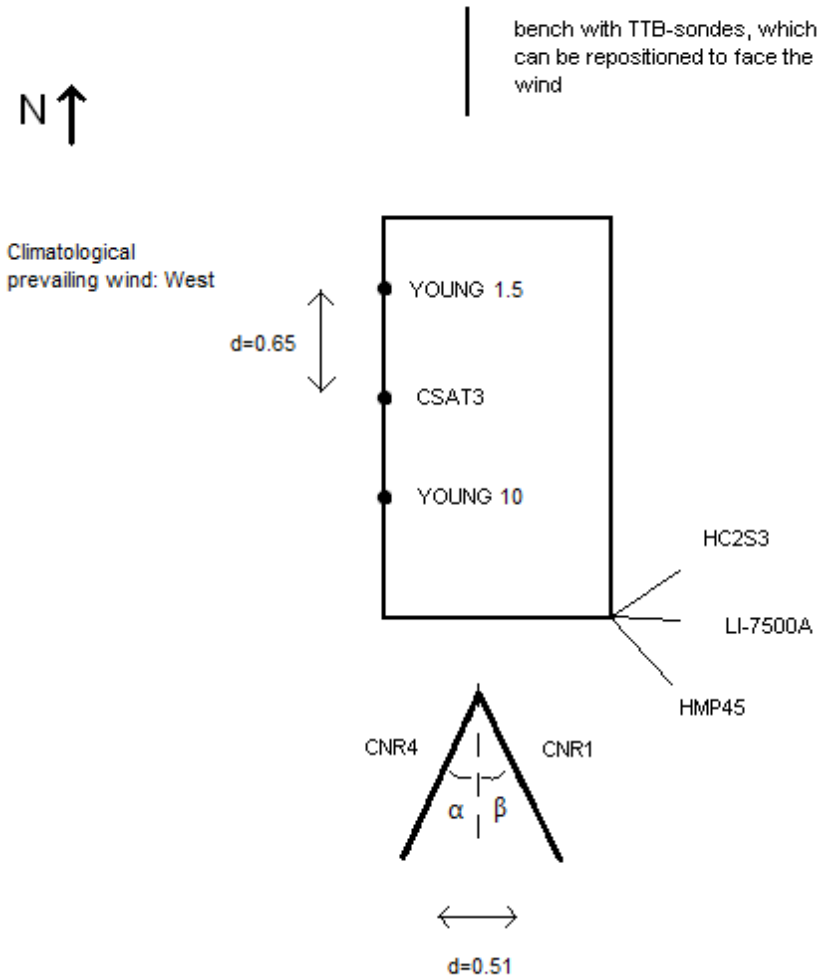 bench with TTB-sondes, which
can be repositioned to face the
wind
N
Climatological
prevailing wind: West
YOUNG 1.5
d=0.65
CSAT3
YOUNG 10
HC2S3
LI-7500A
HMP45
CNR4
CNR1
α
β
d=0.51